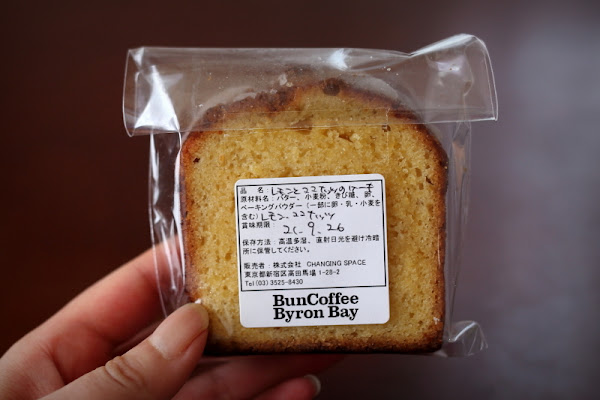 品 名：レモンとココナッツのケーキ
原材料名：バター、小麦粉、きび糖、卵、
ベーキングパウダー（一部に卵・乳・小麦を
含む）レモン、ココナッツ
賞味期限：
21.9.26
保存方法：高温多湿、直射日光を避け冷暗
所に保管してください。
販売者：株式会社 CHANGING SPACE
東京都新宿区高田馬場1-28-2
Tel(03)3525-8430
BunCoffee
Byron Bay